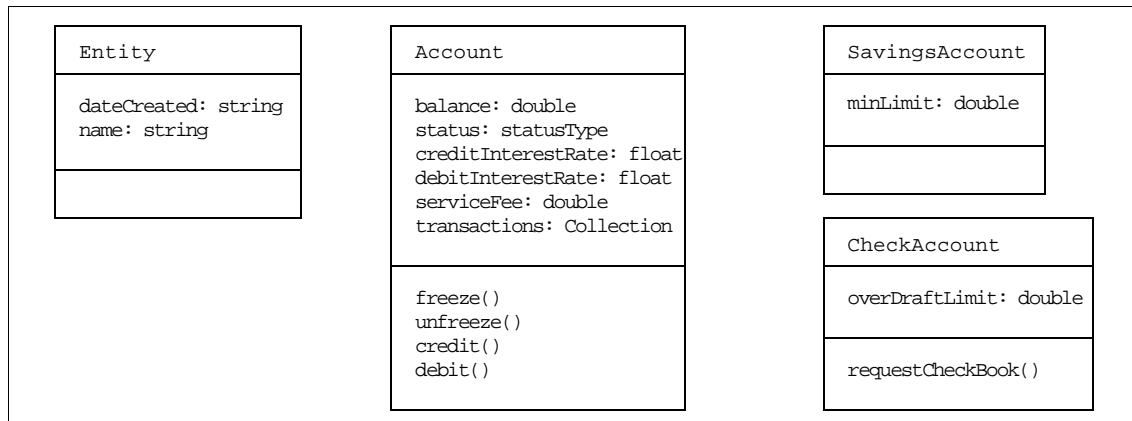 Entity
dateCreated: string
name: string
Account
balance: double
status: statusType
creditInterestRate: float
debitInterestRate: float
serviceFee: double
transactions: Collection
freeze()
unfreeze()
credit()
debit()
SavingsAccount
minLimit: double
CheckAccount
overDraftLimit: double
requestCheckBook()